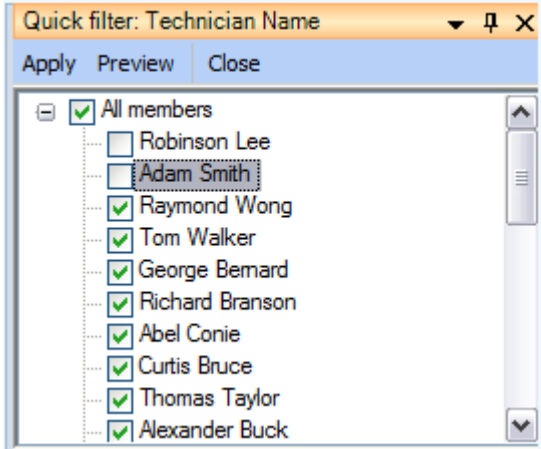 Quick filter: Technician Name
Apply Preview Close
All members
Robinson Lee
Adam Smith
Raymond Wong
Tom Walker
George Bernard
Richard Branson
Abel Conie
Curtis Bruce
Thomas Taylor
Alexander Buck